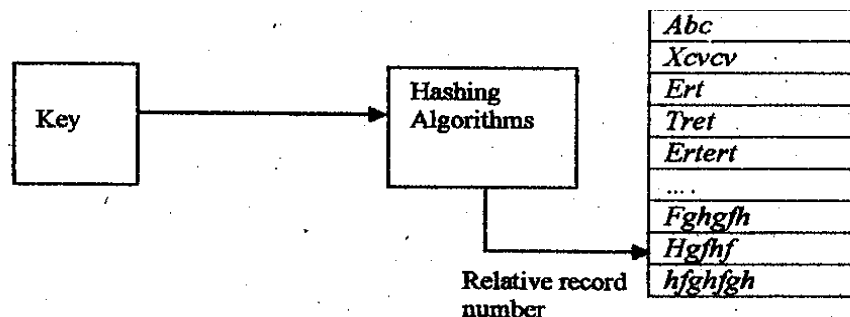 Key
Hashing
Algorithms
Relative record
number
Abc
Xcvcv
Ert
Tret
Ertert
....
Fghgfh
Hgfhf
hfghfgh